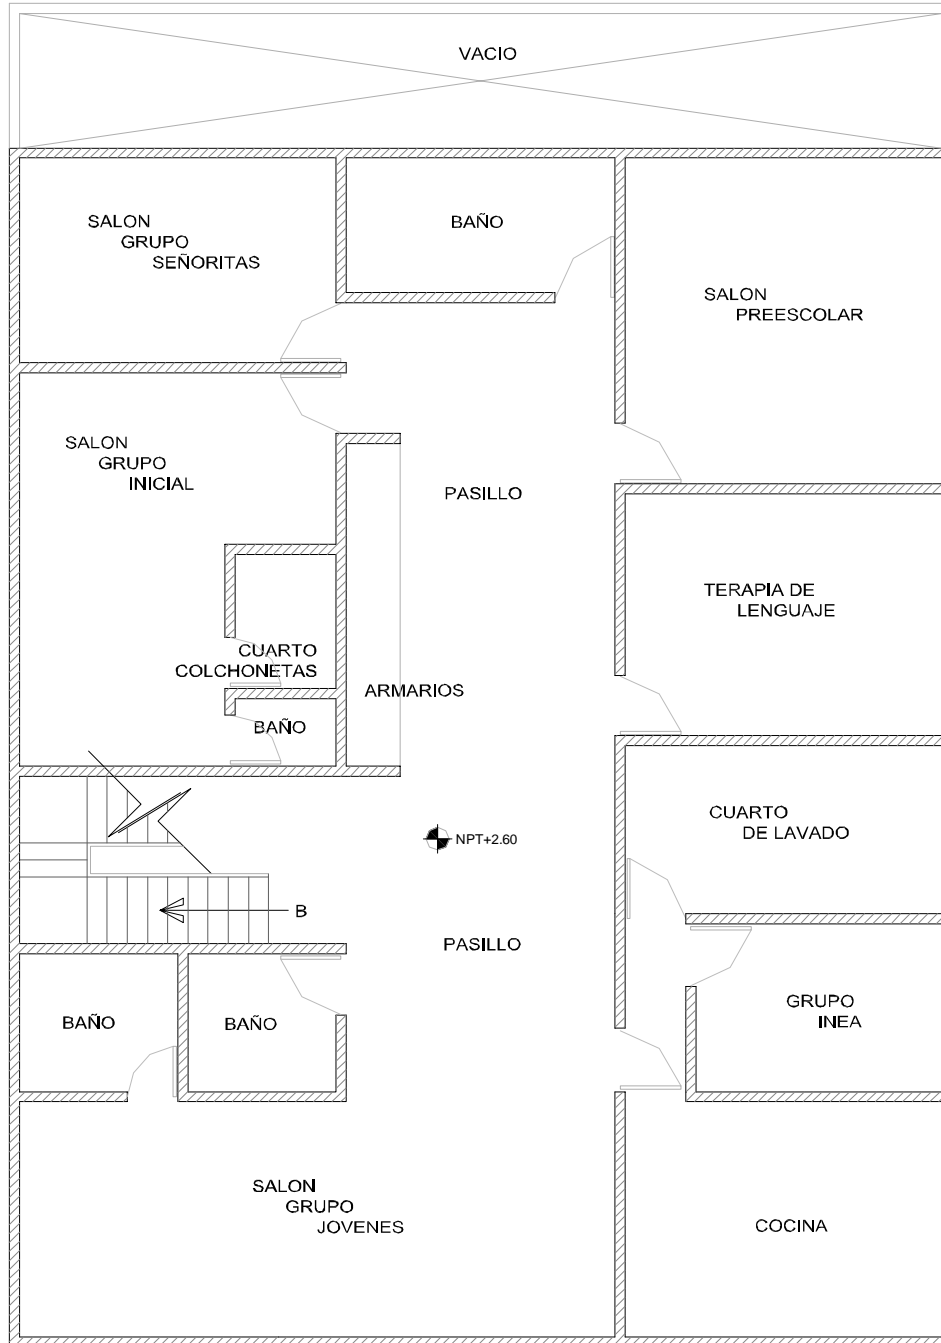 VACIO
SALON
GRUPO
SEÑORITAS
BAÑO
SALON
PREESCOLAR
SALON
GRUPO
INICIAL
PASILLO
TERAPIA DE
LENGUAJE
CUARTO
COLCHONETAS
ARMARIOS
BAÑO
CUARTO
DE LAVADO
NPT+2.60
B
PASILLO
BAÑO
BAÑO
GRUPO
INEA
SALON
GRUPO
JOVENES
COCINA